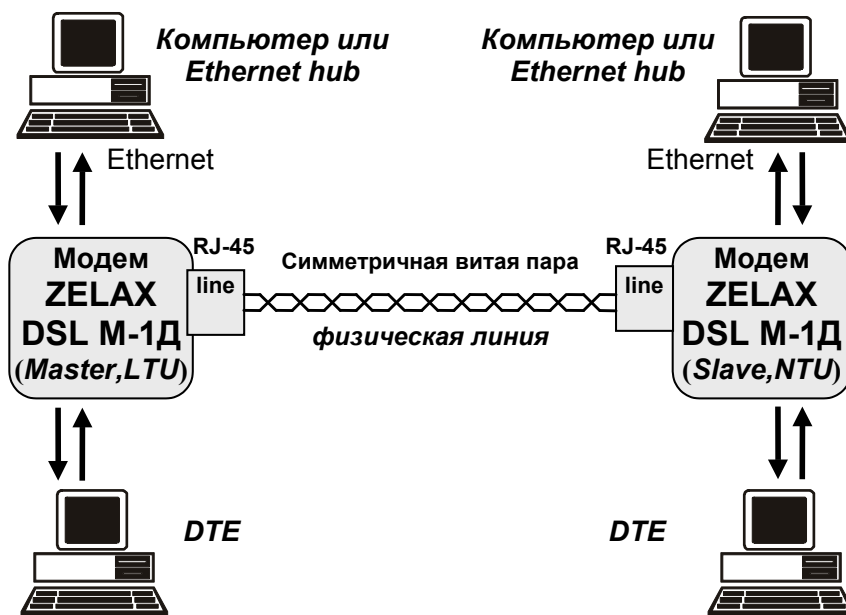 Компьютер или
Ethernet hub
Компьютер или
Ethernet hub
Ethernet
Ethernet
Модем
ZELAX
DSL М-1Д
(Master,LTU)
RJ-45
line
Симметричная витая пара
физическая линия
RJ-45
line
Модем
ZELAX
DSL М-1Д
(Slave,NTU)
DTE
DTE